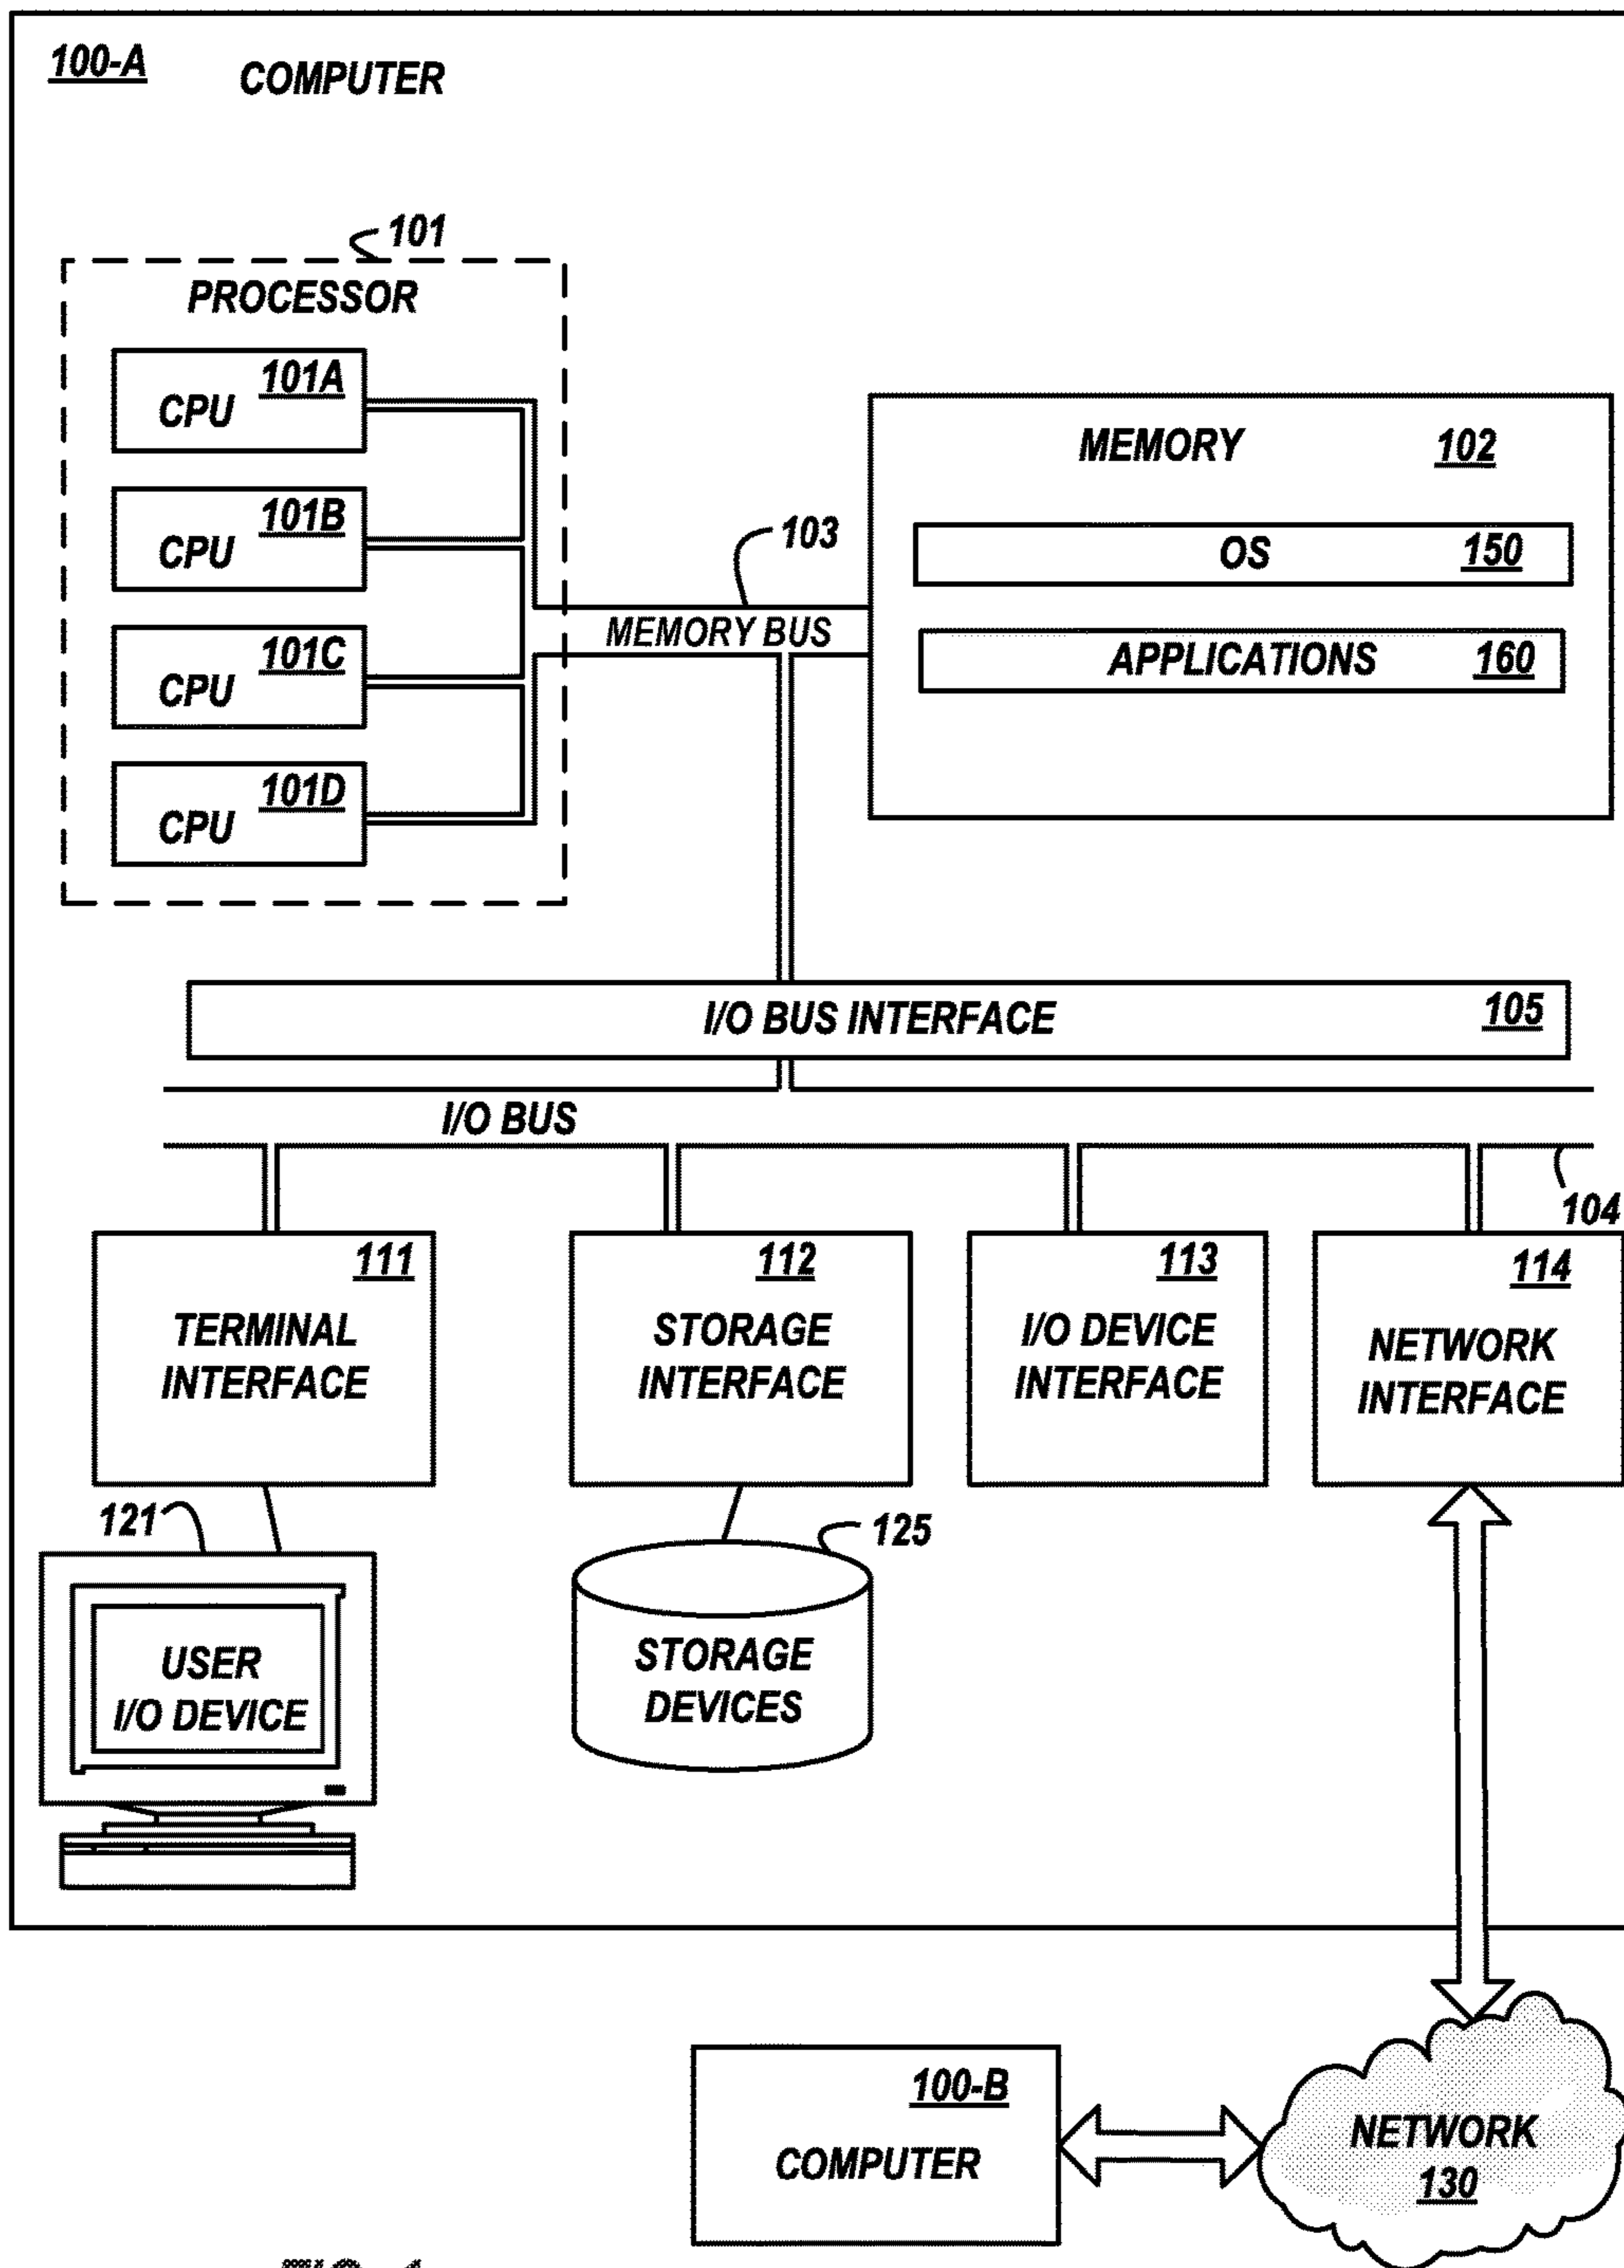 100-A COMPUTER
101
PROCESSOR
101A
CPU
101B
CPU
101C
CPU
101D
CPU
103
MEMORY BUS
MEMORY 102
OS 150
APPLICATIONS 160
I/O BUS INTERFACE 105
I/O BUS
104
111
TERMINAL
INTERFACE
112
STORAGE
INTERFACE
113
I/O DEVICE
INTERFACE
114
NETWORK
INTERFACE
121
USER
I/O DEVICE
125
STORAGE
DEVICES
100-B
COMPUTER
NETWORK
130